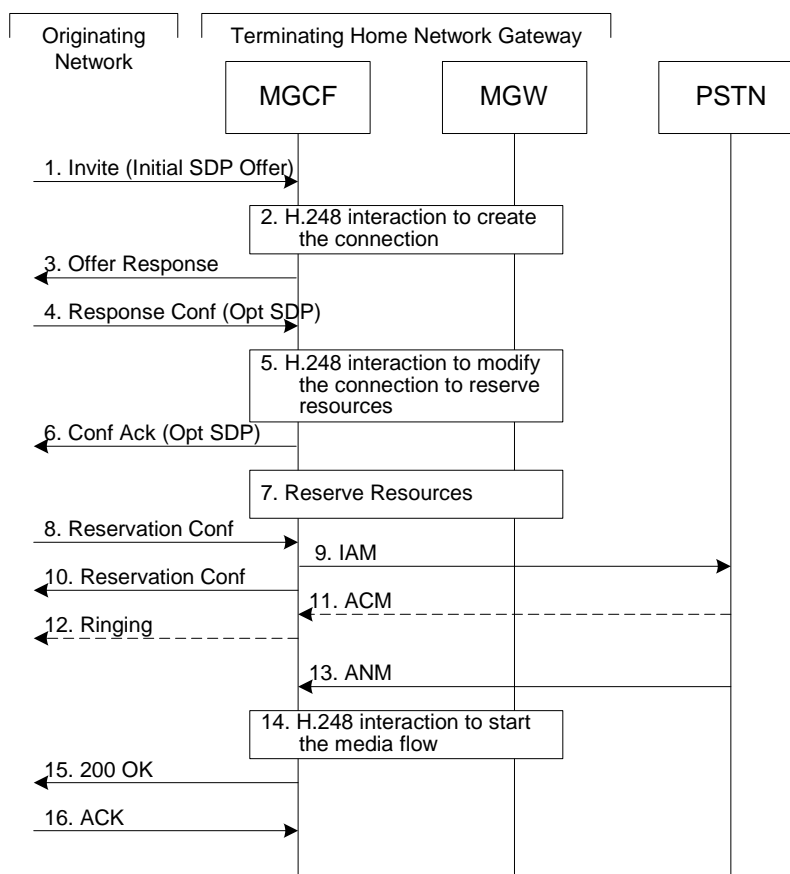 Originating
Network
Terminating Home Network Gateway
MGCF
MGW
PSTN
1. Invite (Initial SDP Offer)
2. H.248 interaction to create
the connection
3. Offer Response
4. Response Conf (Opt SDP)
5. H.248 interaction to modify
the connection to reserve
resources
6. Conf Ack (Opt SDP)
7. Reserve Resources
8. Reservation Conf
9. IAM
10. Reservation Conf
11. ACM
12. Ringing
13. ANM
14. H.248 interaction to start
the media flow
15. 200 OK
16. ACK